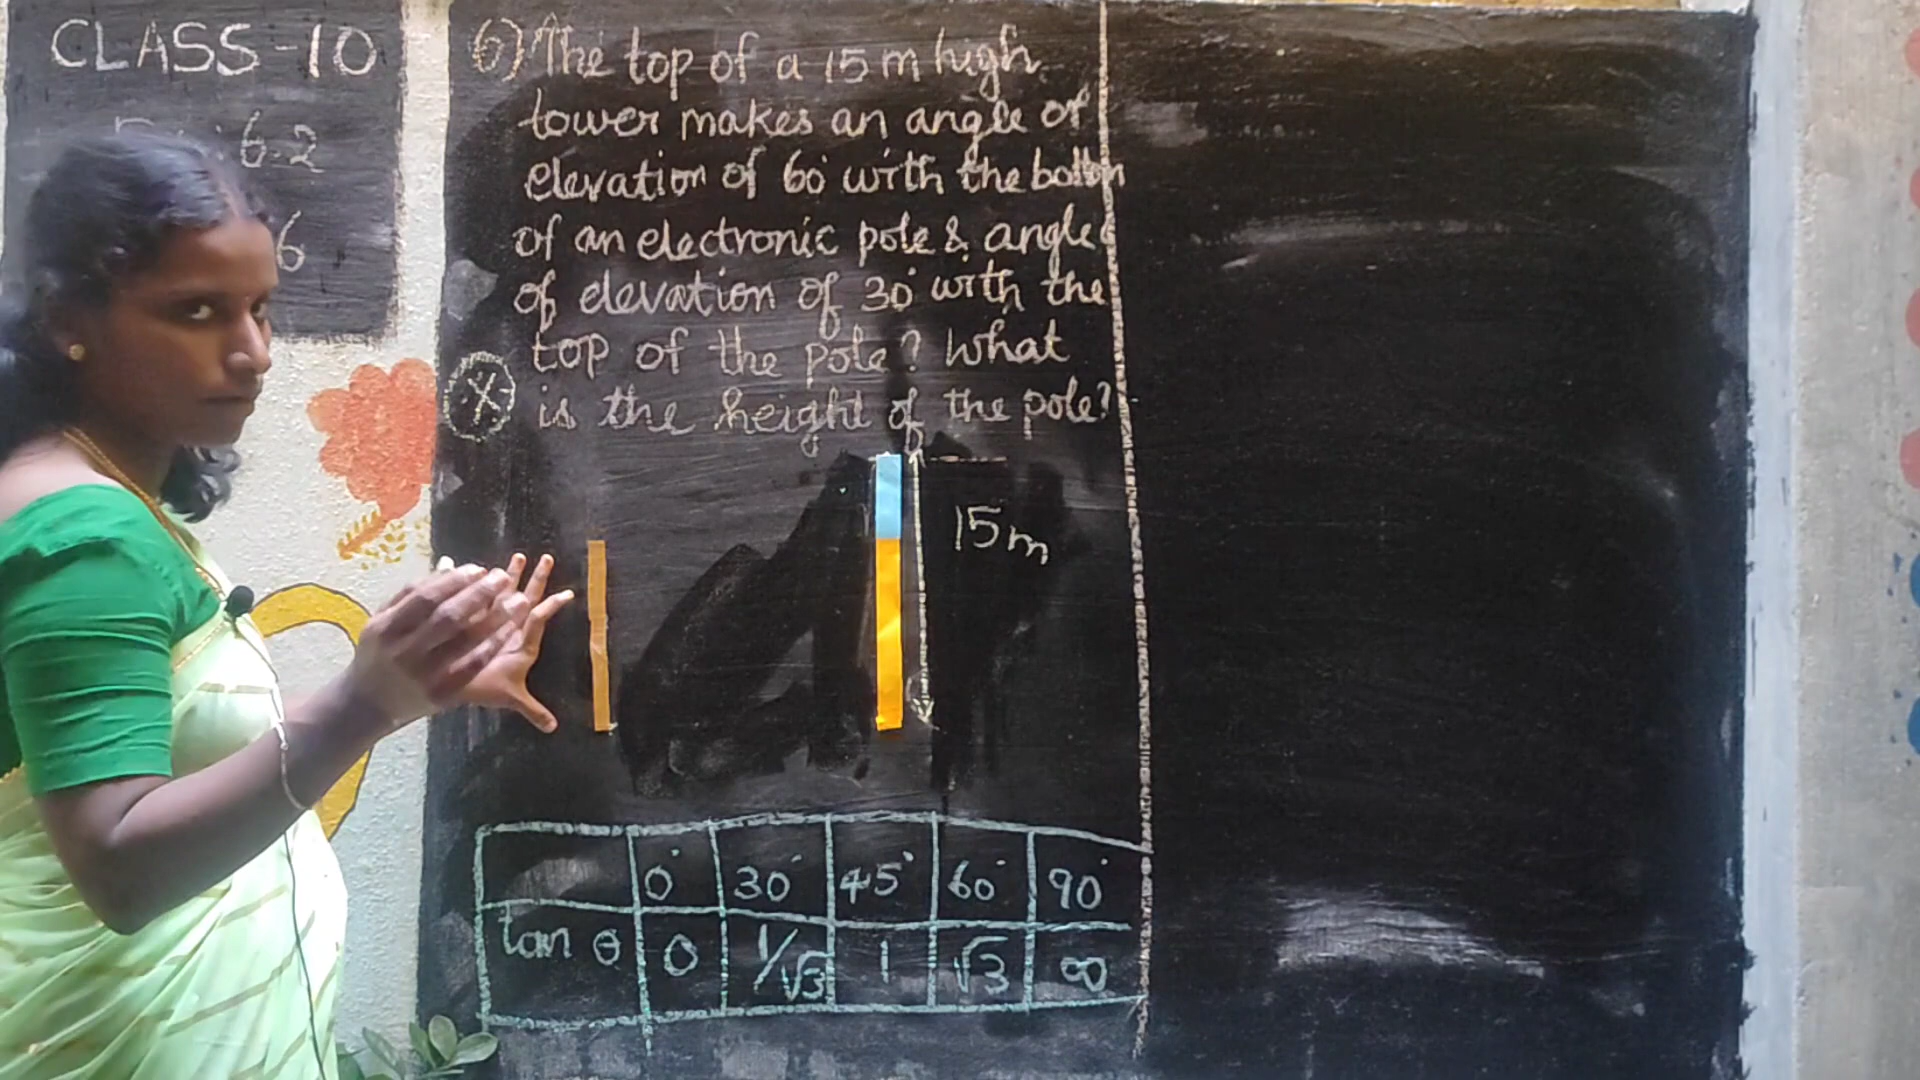 CLASS-10
6.2
6
6) The top of a 15 m high
tower makes an angle of
elevation of 60° with the bottom
of an electronic pole & angle
of elevation of 30° with the
top of the pole? What
is the height of the pole?
X
15m
0° 30° 45° 60° 90°
tan θ 0 1/√3 1 √3 ∞